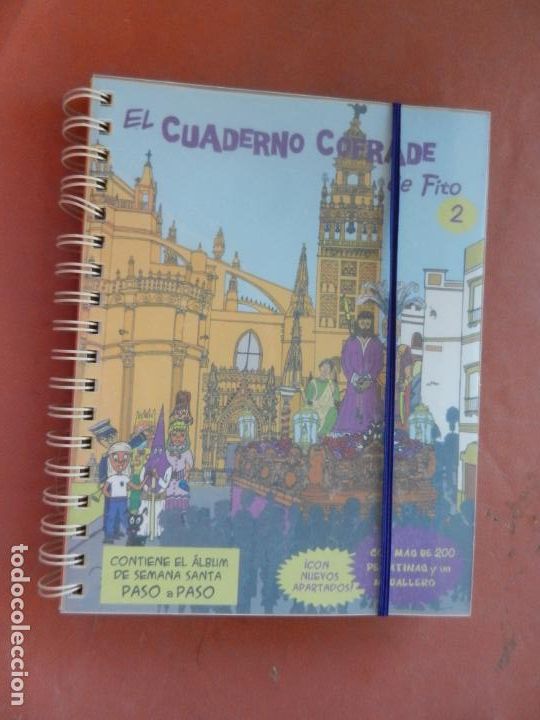 EL CUADERNO COFRADE
de Fito
2
CONTIENE EL ÁLBUM
DE SEMANA SANTA
PASO a PASO
¡CON
NUEVOS
APARTADOS!
CON MÁS DE 200
PEGATINAS y un
MEDALLERO
todocoleccion